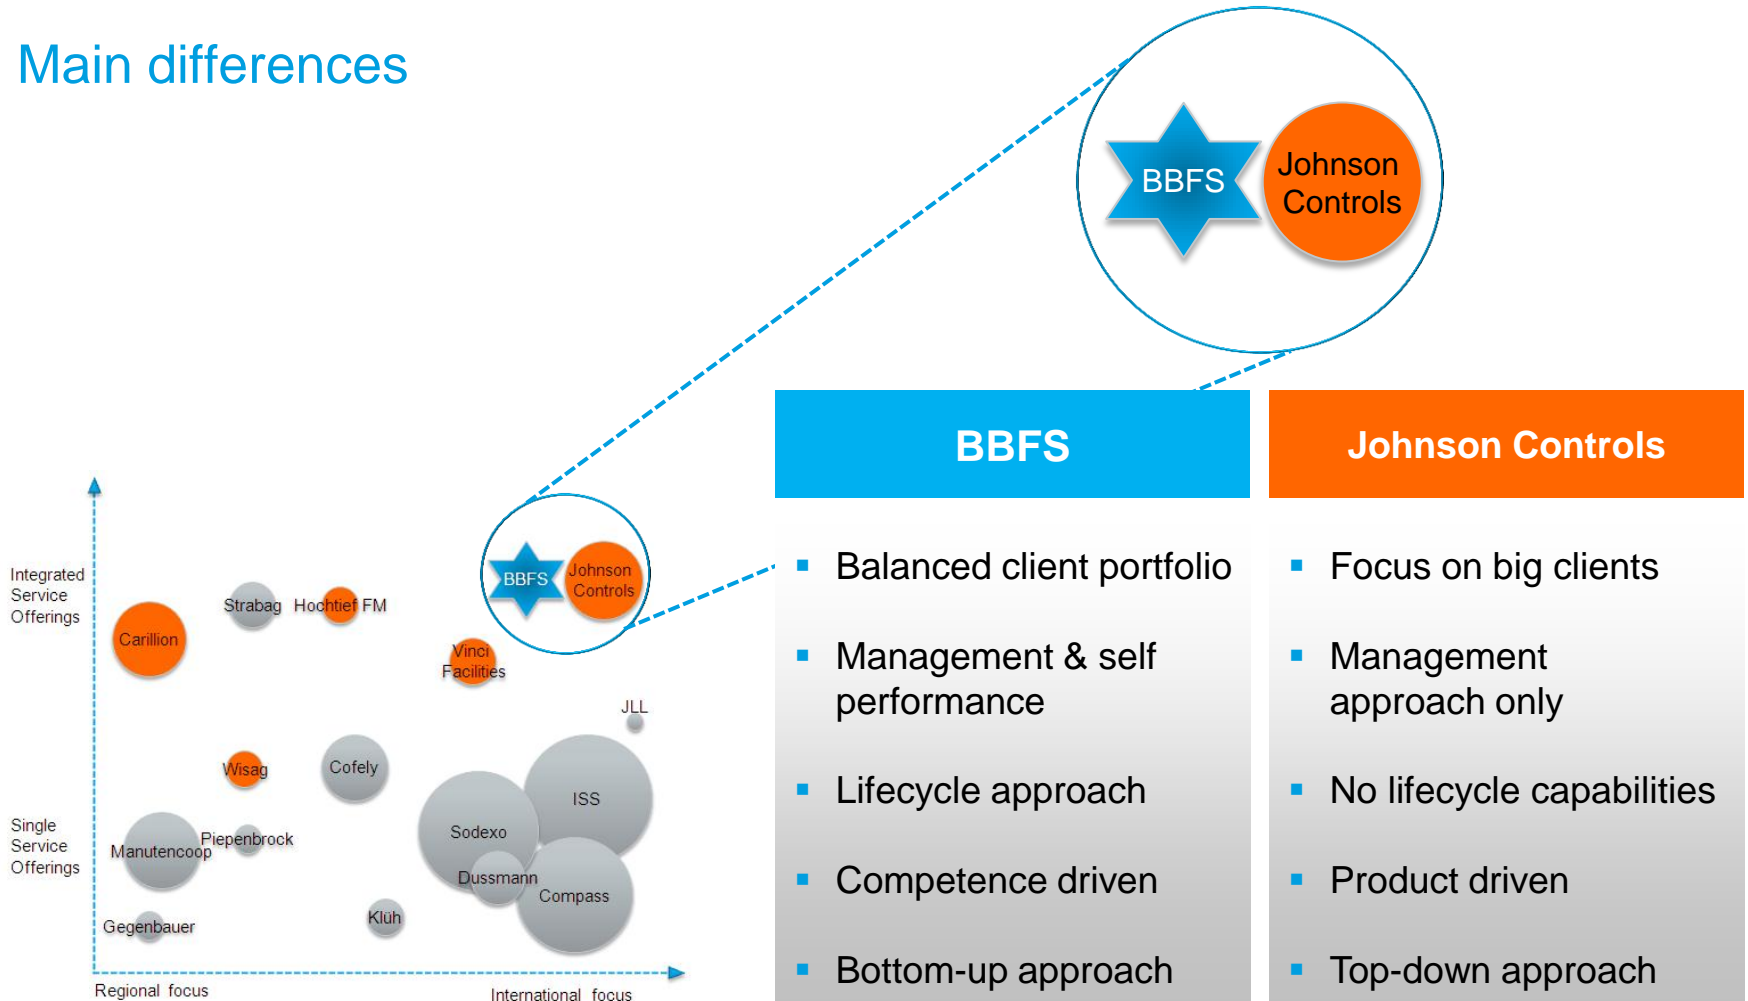 Main differences
BBFS
Johnson
Controls
BBFS
Johnson Controls
Balanced client portfolio
Management & self
performance
Lifecycle approach
Competence driven
Bottom-up approach
Focus on big clients
Management
approach only
No lifecycle capabilities
Product driven
Top-down approach
Integrated
Service
Offerings
Single
Service
Offerings
BBFS
Johnson
Controls
Strabag
Hochtief FM
Carillion
Vinci
Facilities
JLL
Wisag
Cofely
ISS
Sodexo
Piepenbrock
Manutencoop
Dussmann
Compass
Klüh
Gegenbauer
Regional focus
International focus